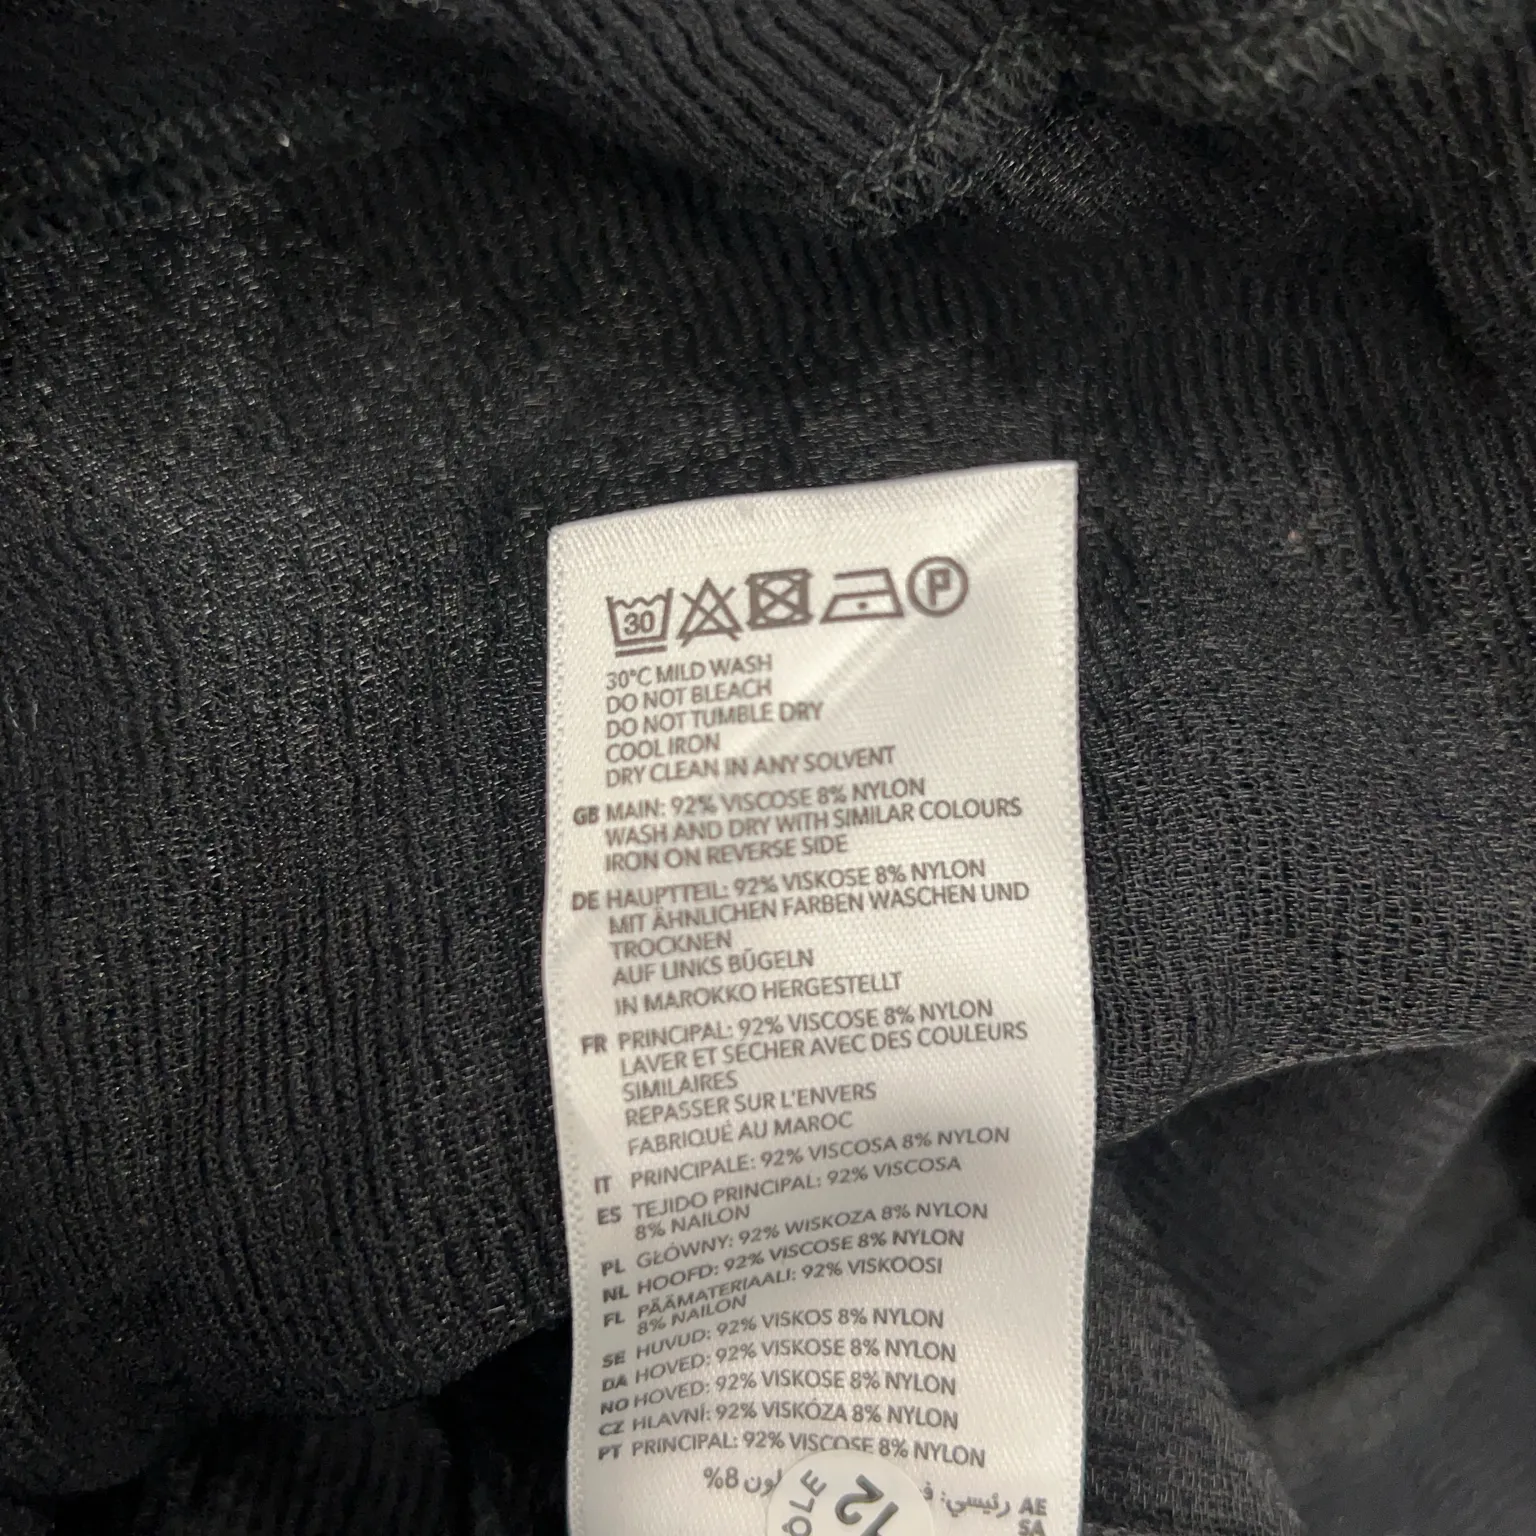 30
P
30°C MILD WASH
DO NOT BLEACH
DO NOT TUMBLE DRY
COOL IRON
DRY CLEAN IN ANY SOLVENT
GB MAIN: 92% VISCOSE 8% NYLON
WASH AND DRY WITH SIMILAR COLOURS
IRON ON REVERSE SIDE
DE HAUPTTEIL: 92% VISKOSE 8% NYLON
MIT ÄHNLICHEN FARBEN WASCHEN UND
TROCKNEN
AUF LINKS BÜGELN
IN MAROKKO HERGESTELLT
FR PRINCIPAL: 92% VISCOSE 8% NYLON
LAVER ET SÉCHER AVEC DES COULEURS
SIMILAIRES
REPASSER SUR L'ENVERS
FABRIQUÉ AU MAROC
IT PRINCIPALE: 92% VISCOSA 8% NYLON
ES TEJIDO PRINCIPAL: 92% VISCOSA
8% NAILON
PL GŁÓWNY: 92% WISKOZA 8% NYLON
NL HOOFD: 92% VISCOSE 8% NYLON
FL PÄÄMATERIAALI: 92% VISKOOSI
8% NAILON
SE HUVUD: 92% VISKOS 8% NYLON
DA HOVED: 92% VISKOSE 8% NYLON
NO HOVED: 92% VISKOSE 8% NYLON
CZ HLAVNÍ: 92% VISKÓZA 8% NYLON
PT PRINCIPAL: 92% VISCOSE 8% NYLON
AE رئيسي: 8%
SA
12